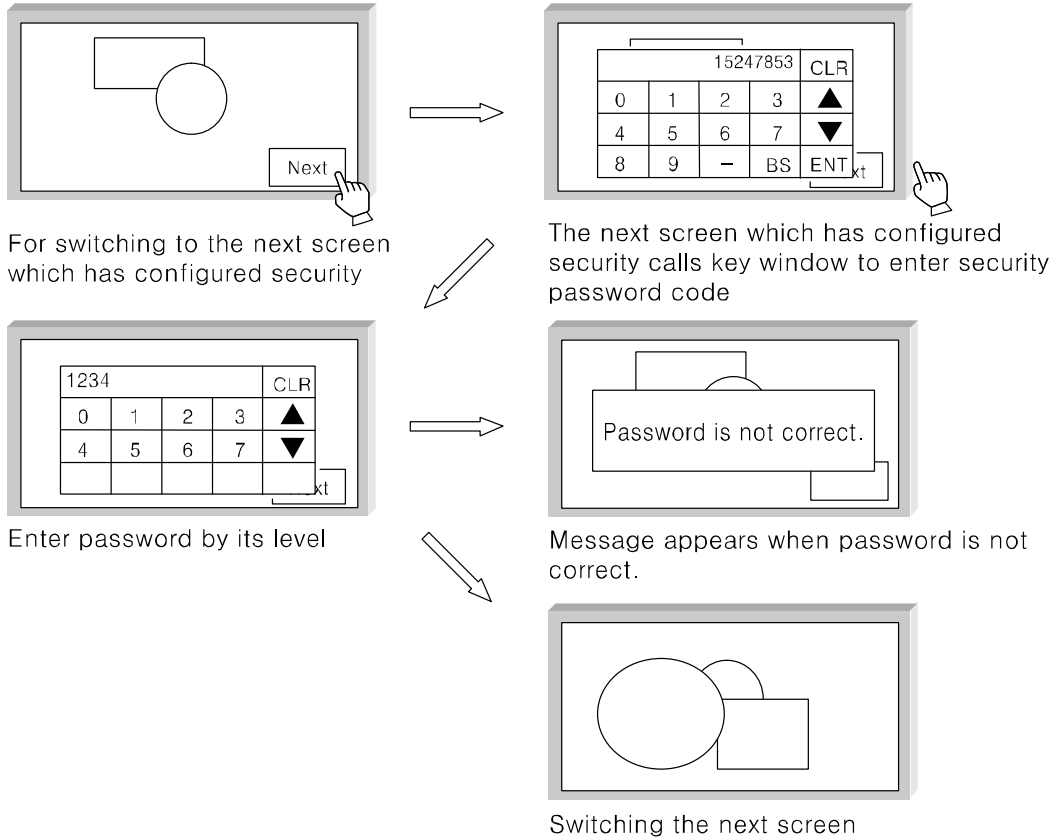 Next
For switching to the next screen
which has configured security
15247853 CLR
0 1 2 3 ▲
4 5 6 7 ▼
8 9 − BS ENT
xt
The next screen which has configured
security calls key window to enter security
password code
1234 CLR
0 1 2 3 ▲
4 5 6 7 ▼
xt
Enter password by its level
Password is not correct.
Message appears when password is not
correct.
Switching the next screen